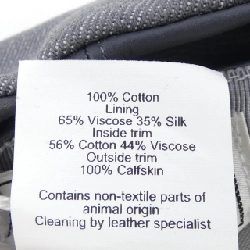 100% Cotton
Lining
65% Viscose 35% Silk
Inside trim
56% Cotton 44% Viscose
Outside trim
100% Calfskin
Contains non-textile parts of
animal origin
Cleaning by leather specialist